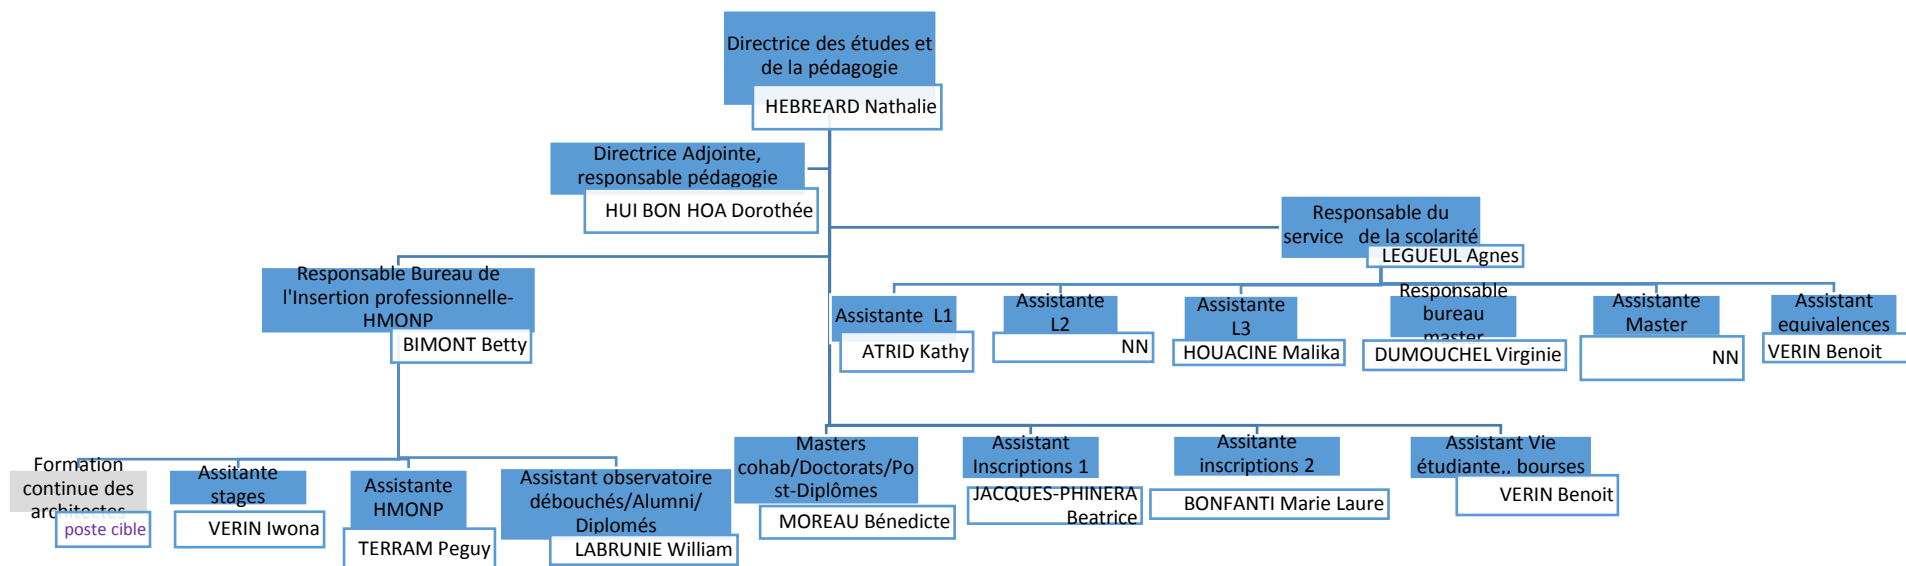 Directrice des études et
de la pédagogie
HEBREARD Nathalie
Directrice Adjointe,
responsable pédagogie
HUI BON HOA Dorothée
Responsable du
service de la scolarité
LEGUEUL Agnes
Responsable Bureau de
l'Insertion professionnelle-
HMONP
BIMONT Betty
Assistante L1
ATRID Kathy
Assistante
L2
NN
Assistante
L3
HOUACINE Malika
Responsable
bureau
master
DUMOUCHEL Virginie
Assistante
Master
NN
Assistant
equivalences
VERIN Benoit
Formation
continue des
architectes
poste cible
Assitante
stages
VERIN Iwona
Assistante
HMONP
TERRAM Peguy
Assistant observatoire
débouchés/Alumni/
Diplomés
LABRUNIE William
Masters
cohab/Doctorats/Po
st-Diplômes
MOREAU Bénedicte
Assistant
Inscriptions 1
JACQUES-PHINERA
Beatrice
Assitante
inscriptions 2
BONFANTI Marie Laure
Assistant Vie
étudiante,, bourses
VERIN Benoit